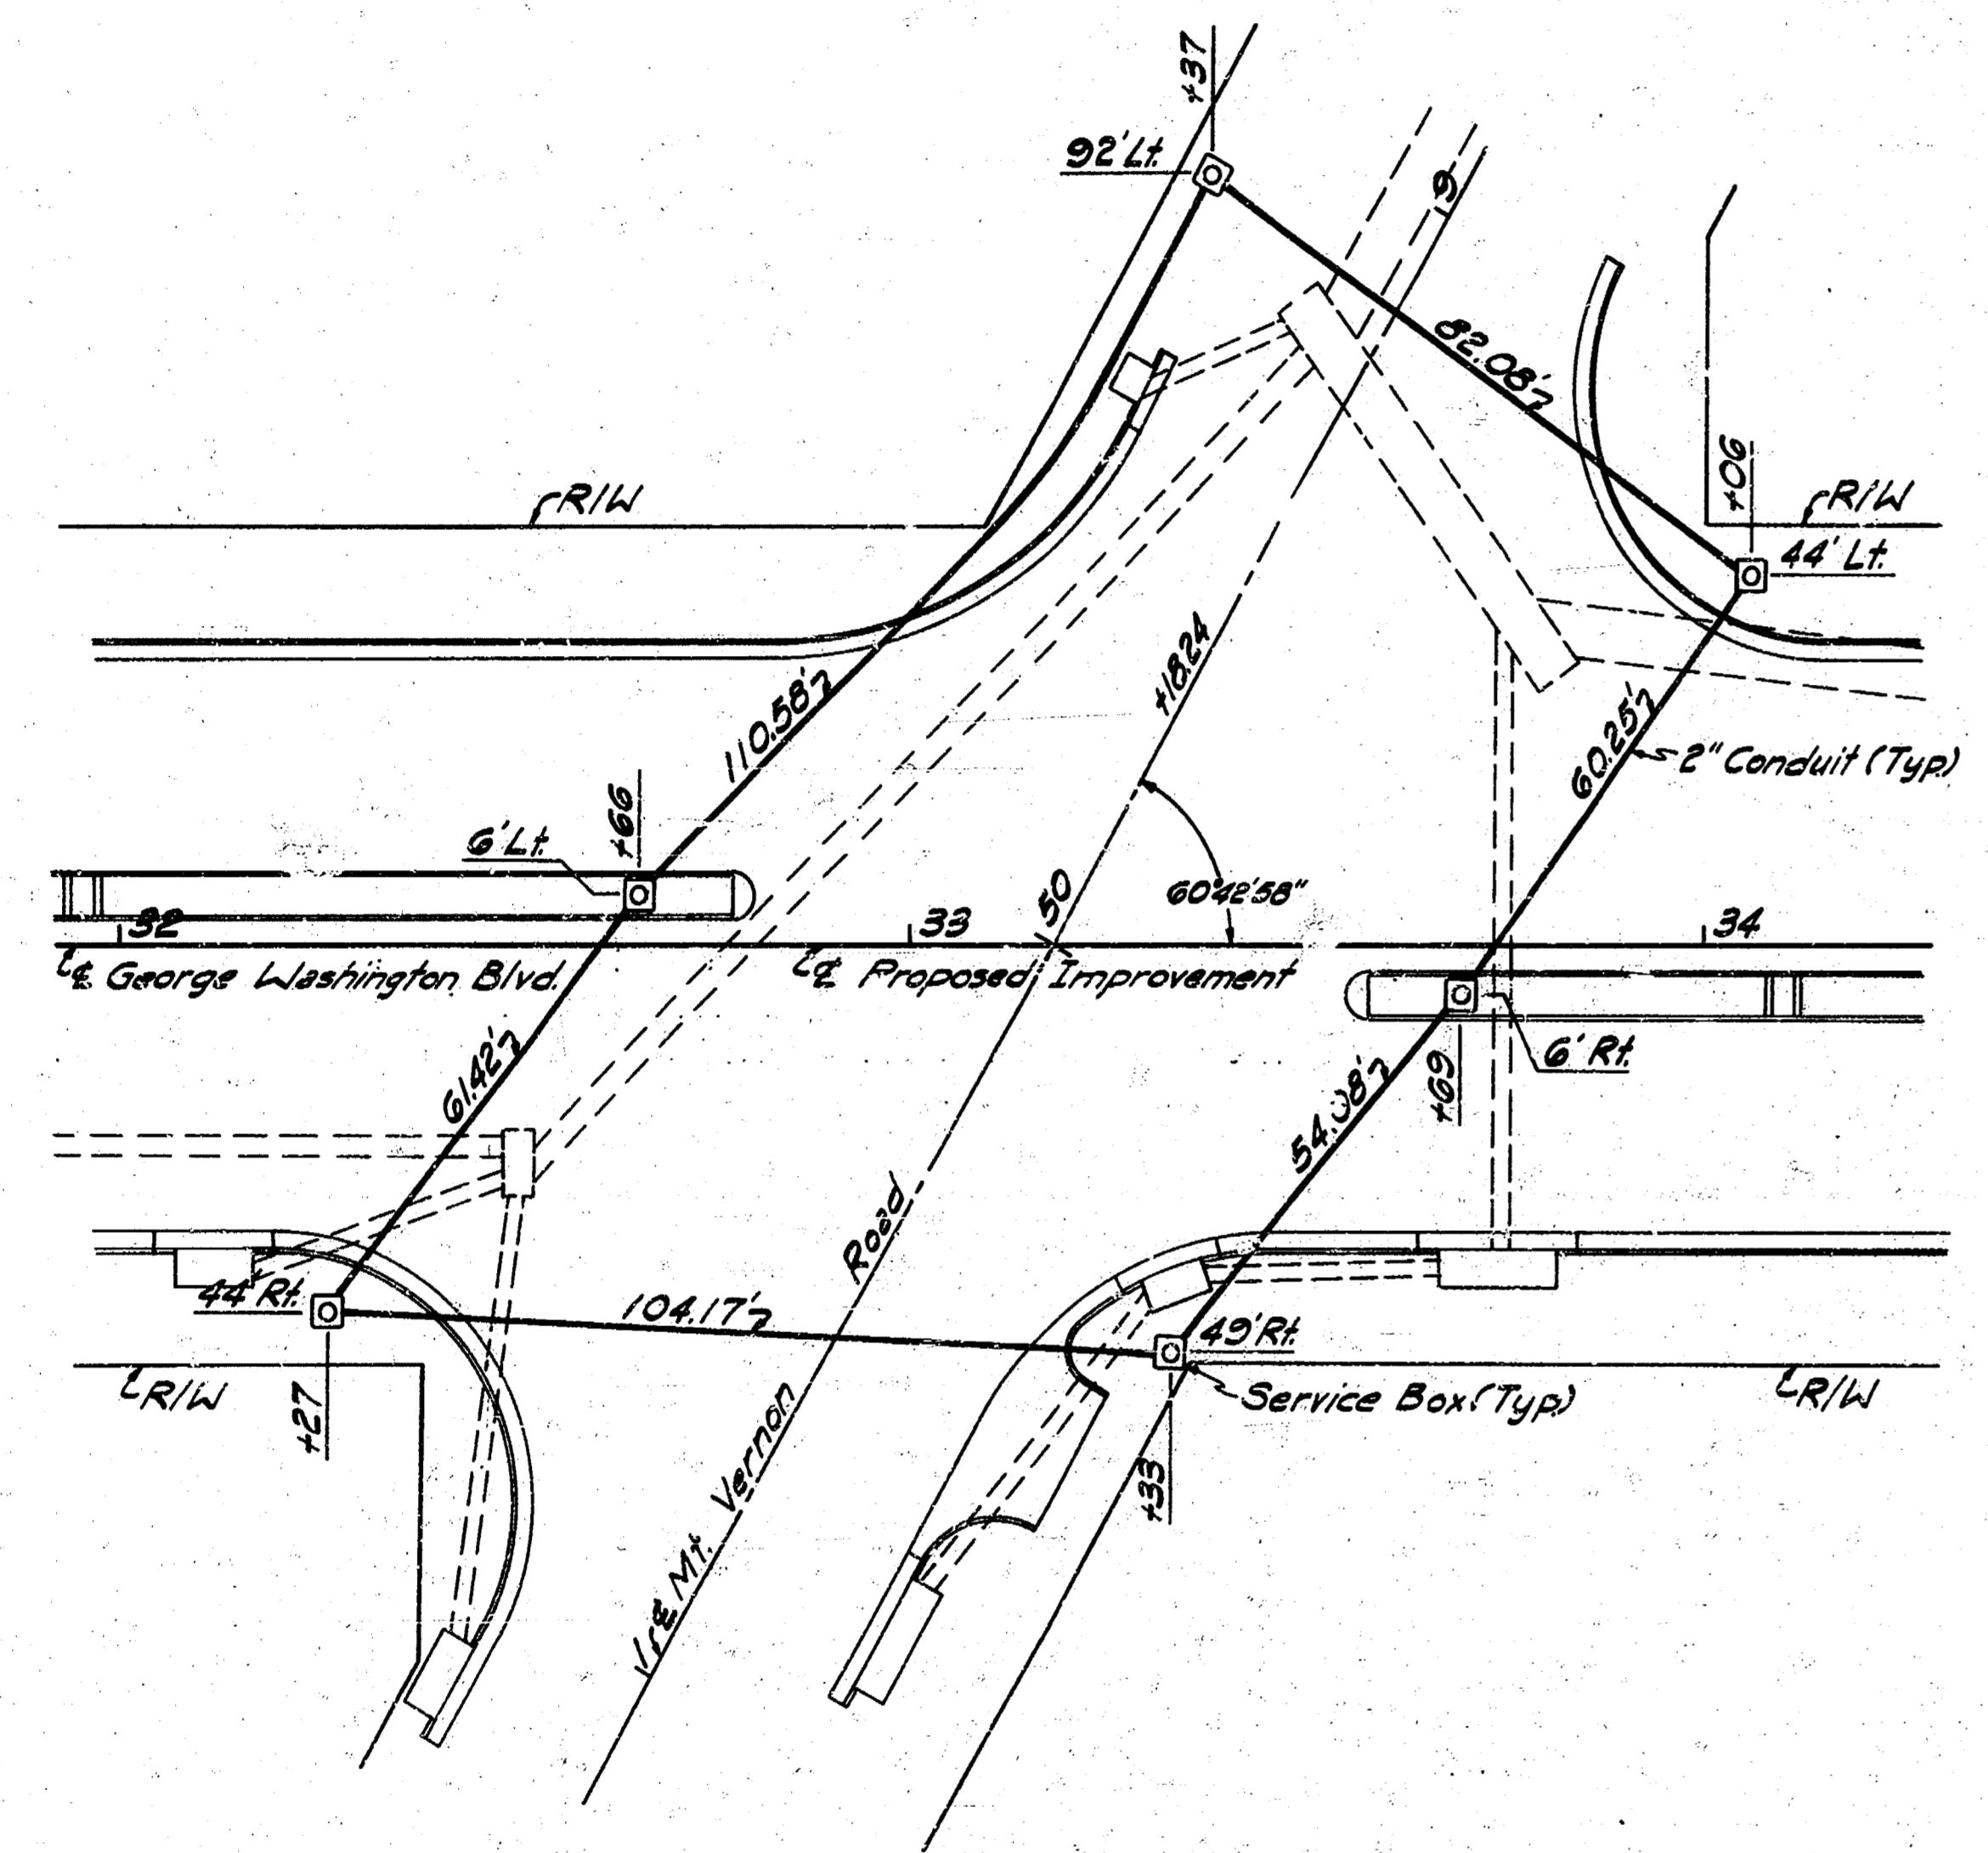 +37
92' Lt.
9
82.08'
+06
R/W
R/W
44' Lt.
+18.24
110.58'
60.25'
2" Conduit (Typ.)
+66
6' Lt.
50
60°42'58"
32
33
34
℄ George Washington Blvd.
℄ Proposed Improvement
6' Rt.
61.42'
+69
54.08'
Road
44' Rt.
104.17'
49' Rt.
R/W
Service Box (Typ.)
R/W
+27
Vernon
+33
℄ Mt.